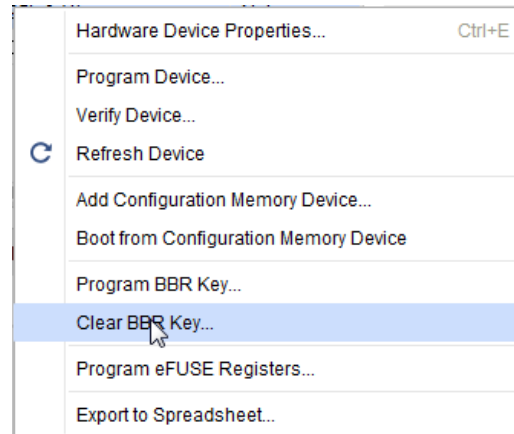 Hardware Device Properties... Ctrl+E
Program Device...
Verify Device...
Refresh Device
Add Configuration Memory Device...
Boot from Configuration Memory Device
Program BBR Key...
Clear BBR Key...
Program eFUSE Registers...
Export to Spreadsheet...